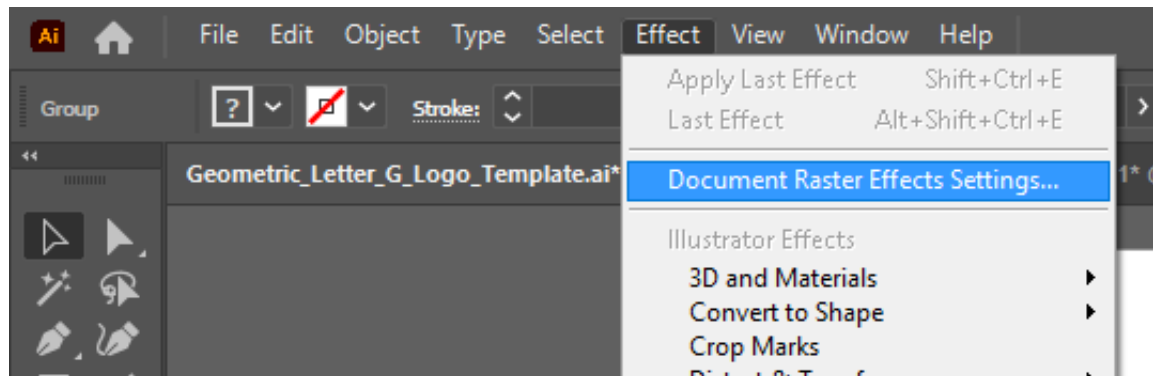 Ai File Edit Object Type Select Effect View Window Help
Group ? Stroke:
Apply Last Effect Shift+Ctrl+E
Last Effect Alt+Shift+Ctrl+E
Geometric_Letter_G_Logo_Template.ai*
Document Raster Effects Settings...
1*
Illustrator Effects
3D and Materials
Convert to Shape
Crop Marks